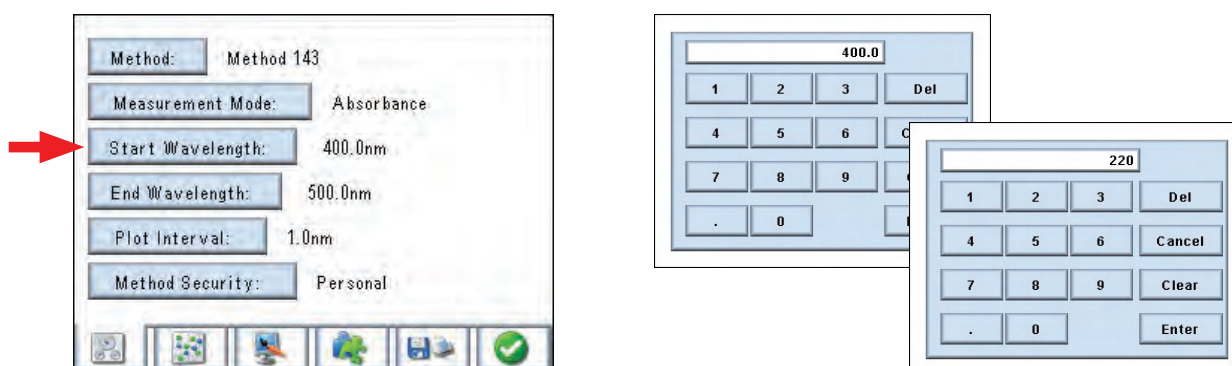 Method: Method 143
Measurement Mode: Absorbance
Start Wavelength: 400.0nm
End Wavelength: 500.0nm
Plot Interval: 1.0nm
Method Security: Personal
400.0
1 2 3 Del
4 5 6
7 8 9
. 0
220
1 2 3 Del
4 5 6 Cancel
7 8 9 Clear
. 0 Enter